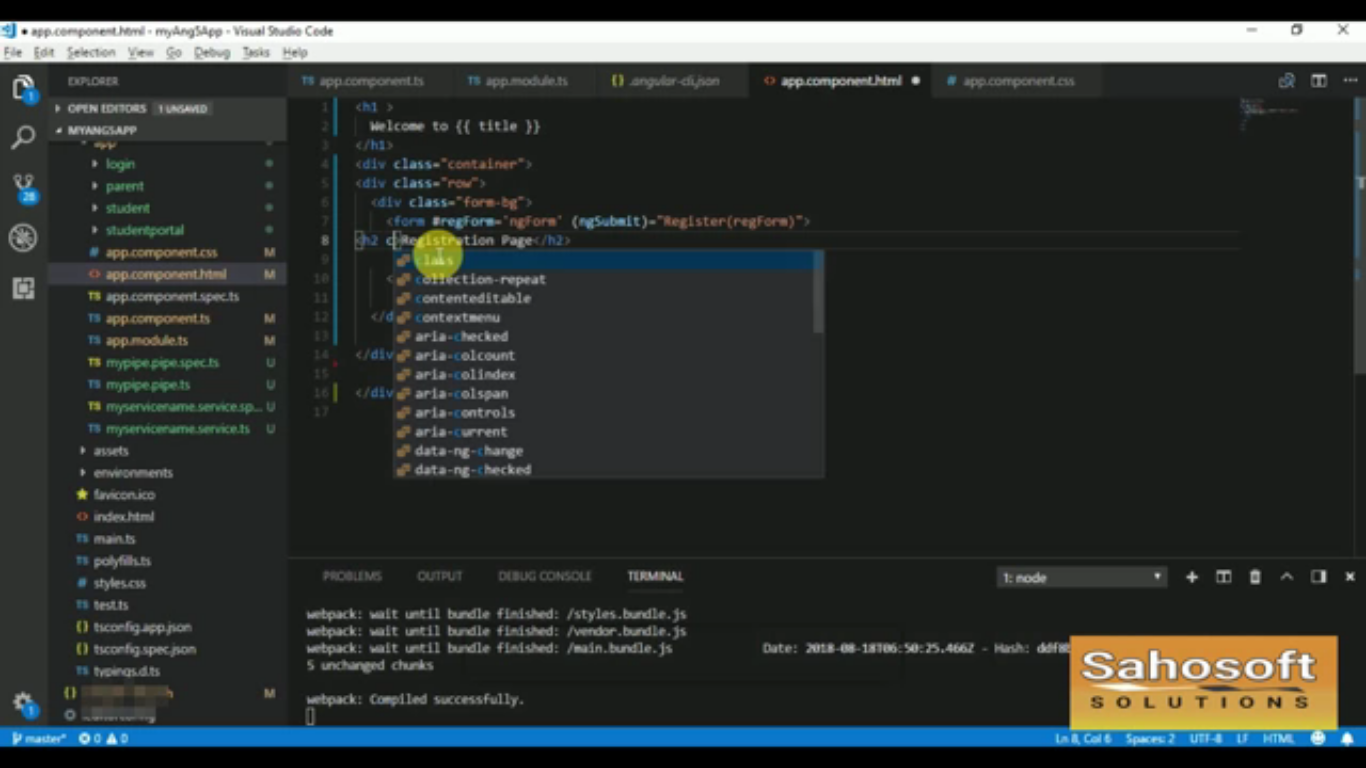 app.component.html - myAng5App - Visual Studio Code
File Edit Selection View Go Debug Tasks Help
EXPLORER
OPEN EDITORS 1 UNSAVED
MYANG5APP
app
login
parent
student
studentportal
app.component.css M
app.component.html M
app.component.spec.ts
app.component.ts M
app.module.ts M
mypipe.pipe.spec.ts U
mypipe.pipe.ts U
myservicename.service.sp... U
myservicename.service.ts U
assets
environments
favicon.ico
index.html
main.ts
polyfills.ts
styles.css
test.ts
tsconfig.app.json
tsconfig.spec.json
typings.d.ts
M
TS app.component.ts TS app.module.ts {} .angular-cli.json <> app.component.html # app.component.css
1 <h1 >
2 Welcome to {{ title }}
3 </h1>
4 <div class="container">
5 <div class="row">
6 <div class="form-bg">
7 <form #regForm='ngForm' (ngSubmit)="Register(regForm)">
8 <h2 c Registration Page</h2>
9
10 <
11
12 </d
13
14 </div
15
16 </div
17
class
collection-repeat
contenteditable
contextmenu
aria-checked
aria-colcount
aria-colindex
aria-colspan
aria-controls
aria-current
data-ng-change
data-ng-checked
PROBLEMS OUTPUT DEBUG CONSOLE TERMINAL 1: node
webpack: wait until bundle finished: /styles.bundle.js
webpack: wait until bundle finished: /vendor.bundle.js
webpack: wait until bundle finished: /main.bundle.js Date: 2018-08-18T06:50:25.466Z - Hash:
5 unchanged chunks
webpack: Compiled successfully.
Sahosoft
SOLUTIONS
master* 0 0 Ln 8, Col 6 Spaces: 2 UTF-8 LF HTML
1
26
1